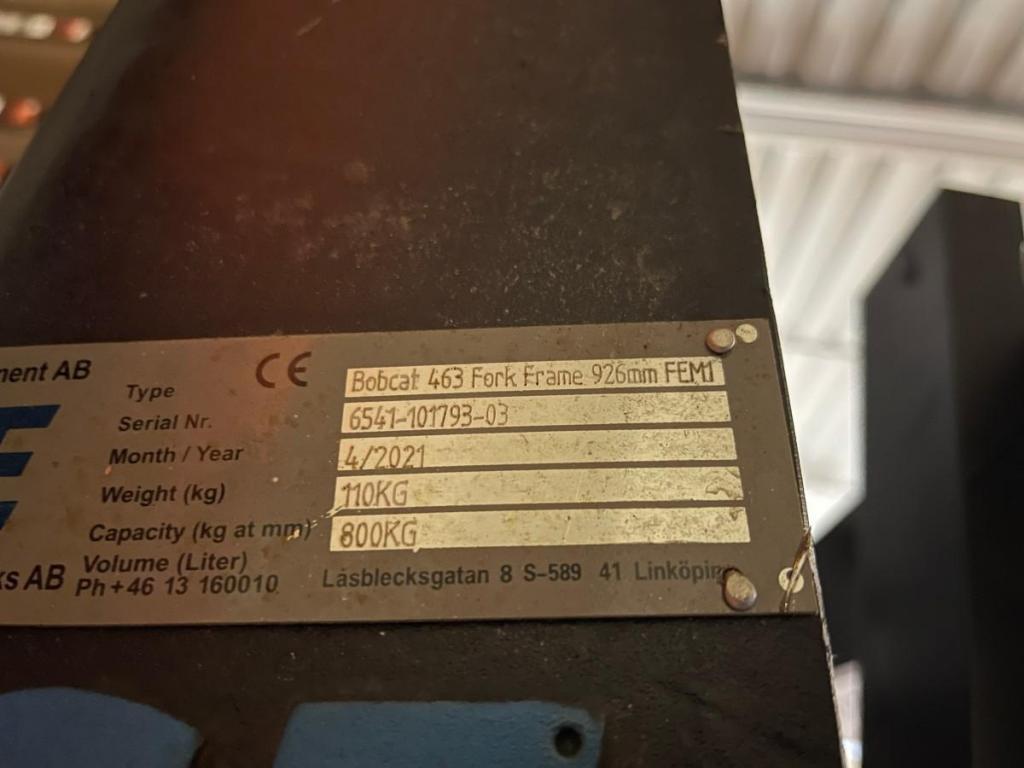 ment AB
CE
Type Bobcat 463 Fork Frame 926mm FEM1
Serial Nr. 6541-101793-03
Month / Year 4/2021
Weight (kg) 110KG
Capacity (kg at mm) 800KG
Volume (Liter)
ks AB Ph+46 13 160010 Låsblecksgatan 8 S-589 41 Linköping